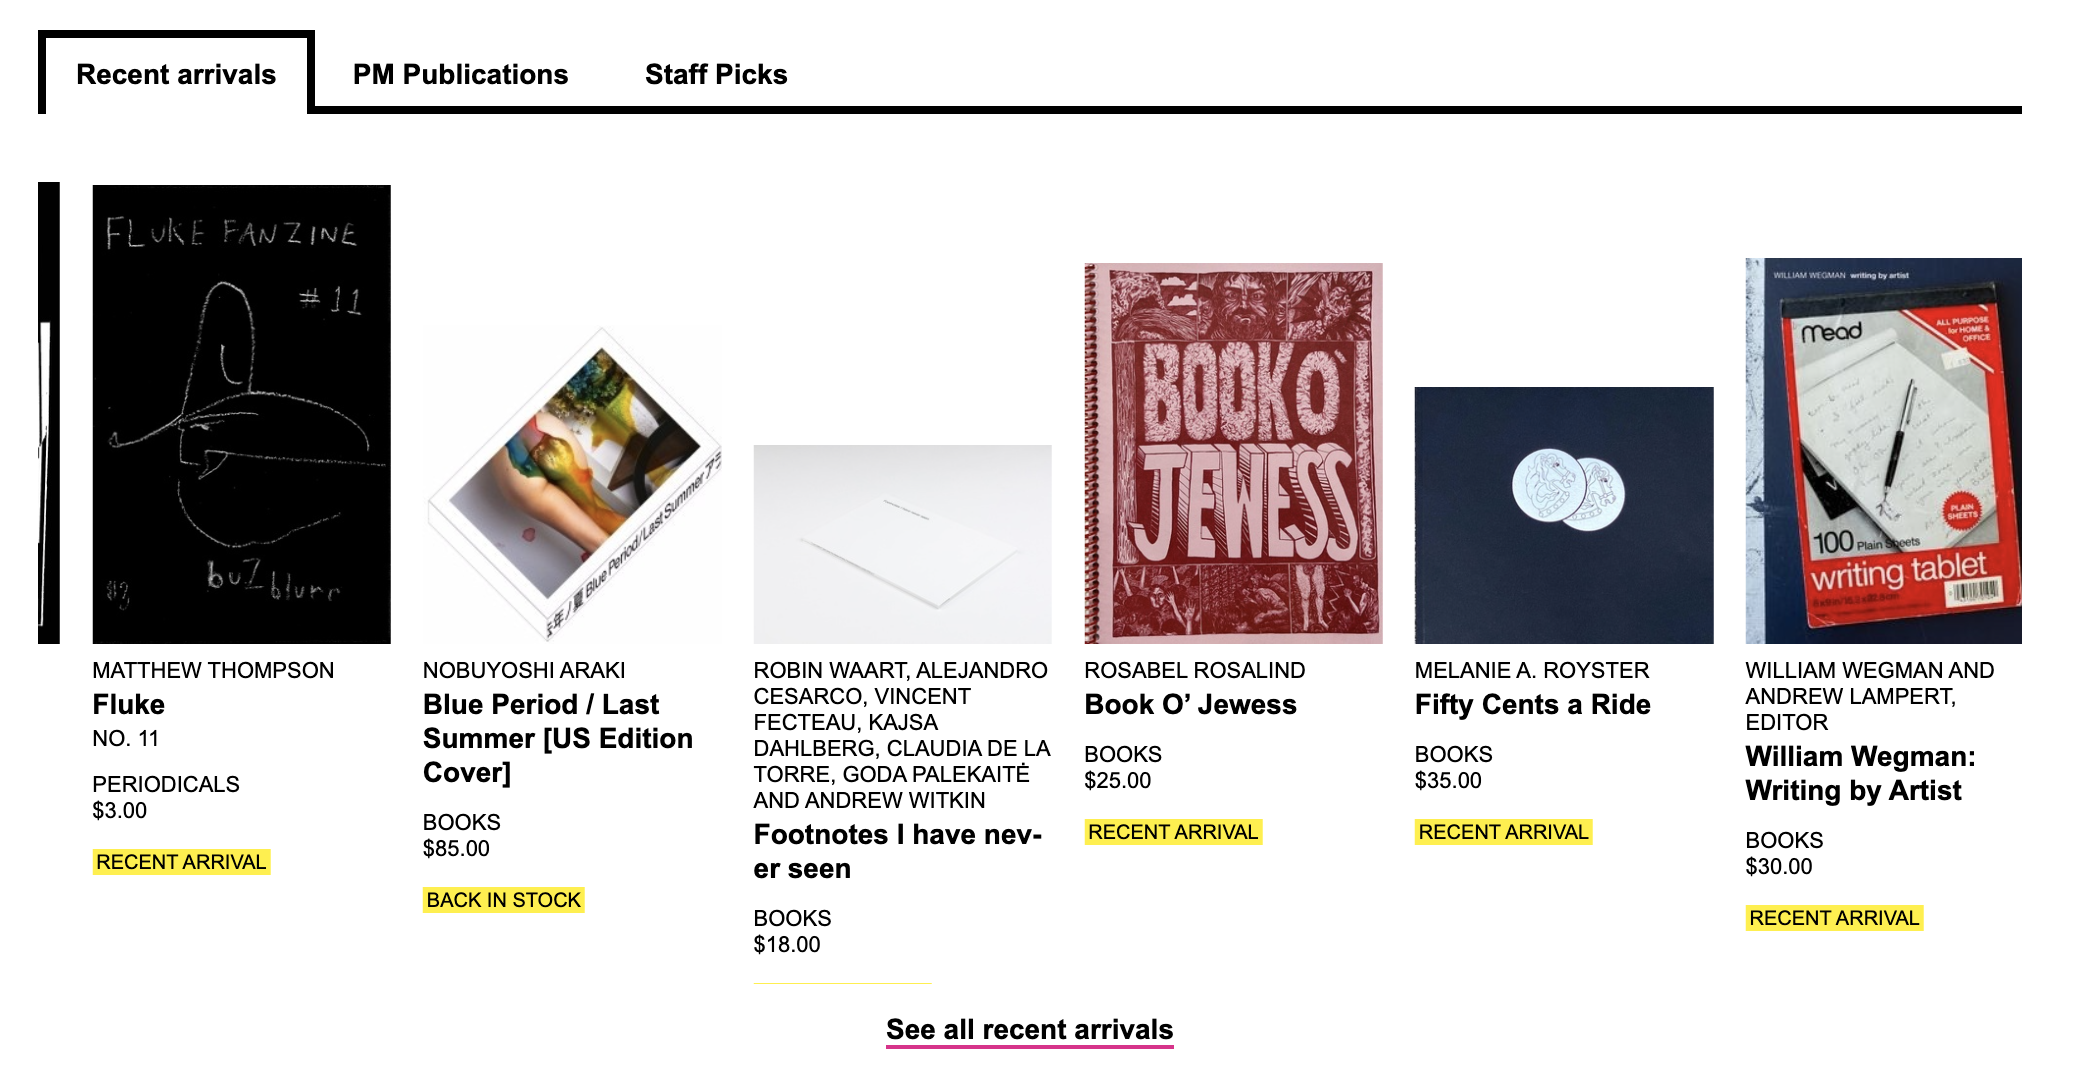 Recent arrivals
PM Publications
Staff Picks
FLUKE FANZINE
#11
buZ blurr
MATTHEW THOMPSON
Fluke
NO. 11
PERIODICALS
$3.00
RECENT ARRIVAL
Blue Period/Last Summer
NOBUYOSHI ARAKI
Blue Period / Last
Summer [US Edition
Cover]
BOOKS
$85.00
BACK IN STOCK
ROBIN WAART, ALEJANDRO
CESARCO, VINCENT
FECTEAU, KAJSA
DAHLBERG, CLAUDIA DE LA
TORRE, GODA PALEKAITĖ
AND ANDREW WITKIN
Footnotes I have nev-
er seen
BOOKS
$18.00
BOOK O'
JEWESS
ROSABEL ROSALIND
Book O’ Jewess
BOOKS
$25.00
RECENT ARRIVAL
MELANIE A. ROYSTER
Fifty Cents a Ride
BOOKS
$35.00
RECENT ARRIVAL
WILLIAM WEGMAN writing by artist
Mead
ALL PURPOSE
for HOME &
OFFICE
PLAIN
SHEETS
100 Plain Sheets
writing tablet
WILLIAM WEGMAN AND
ANDREW LAMPERT,
EDITOR
William Wegman:
Writing by Artist
BOOKS
$30.00
RECENT ARRIVAL
See all recent arrivals